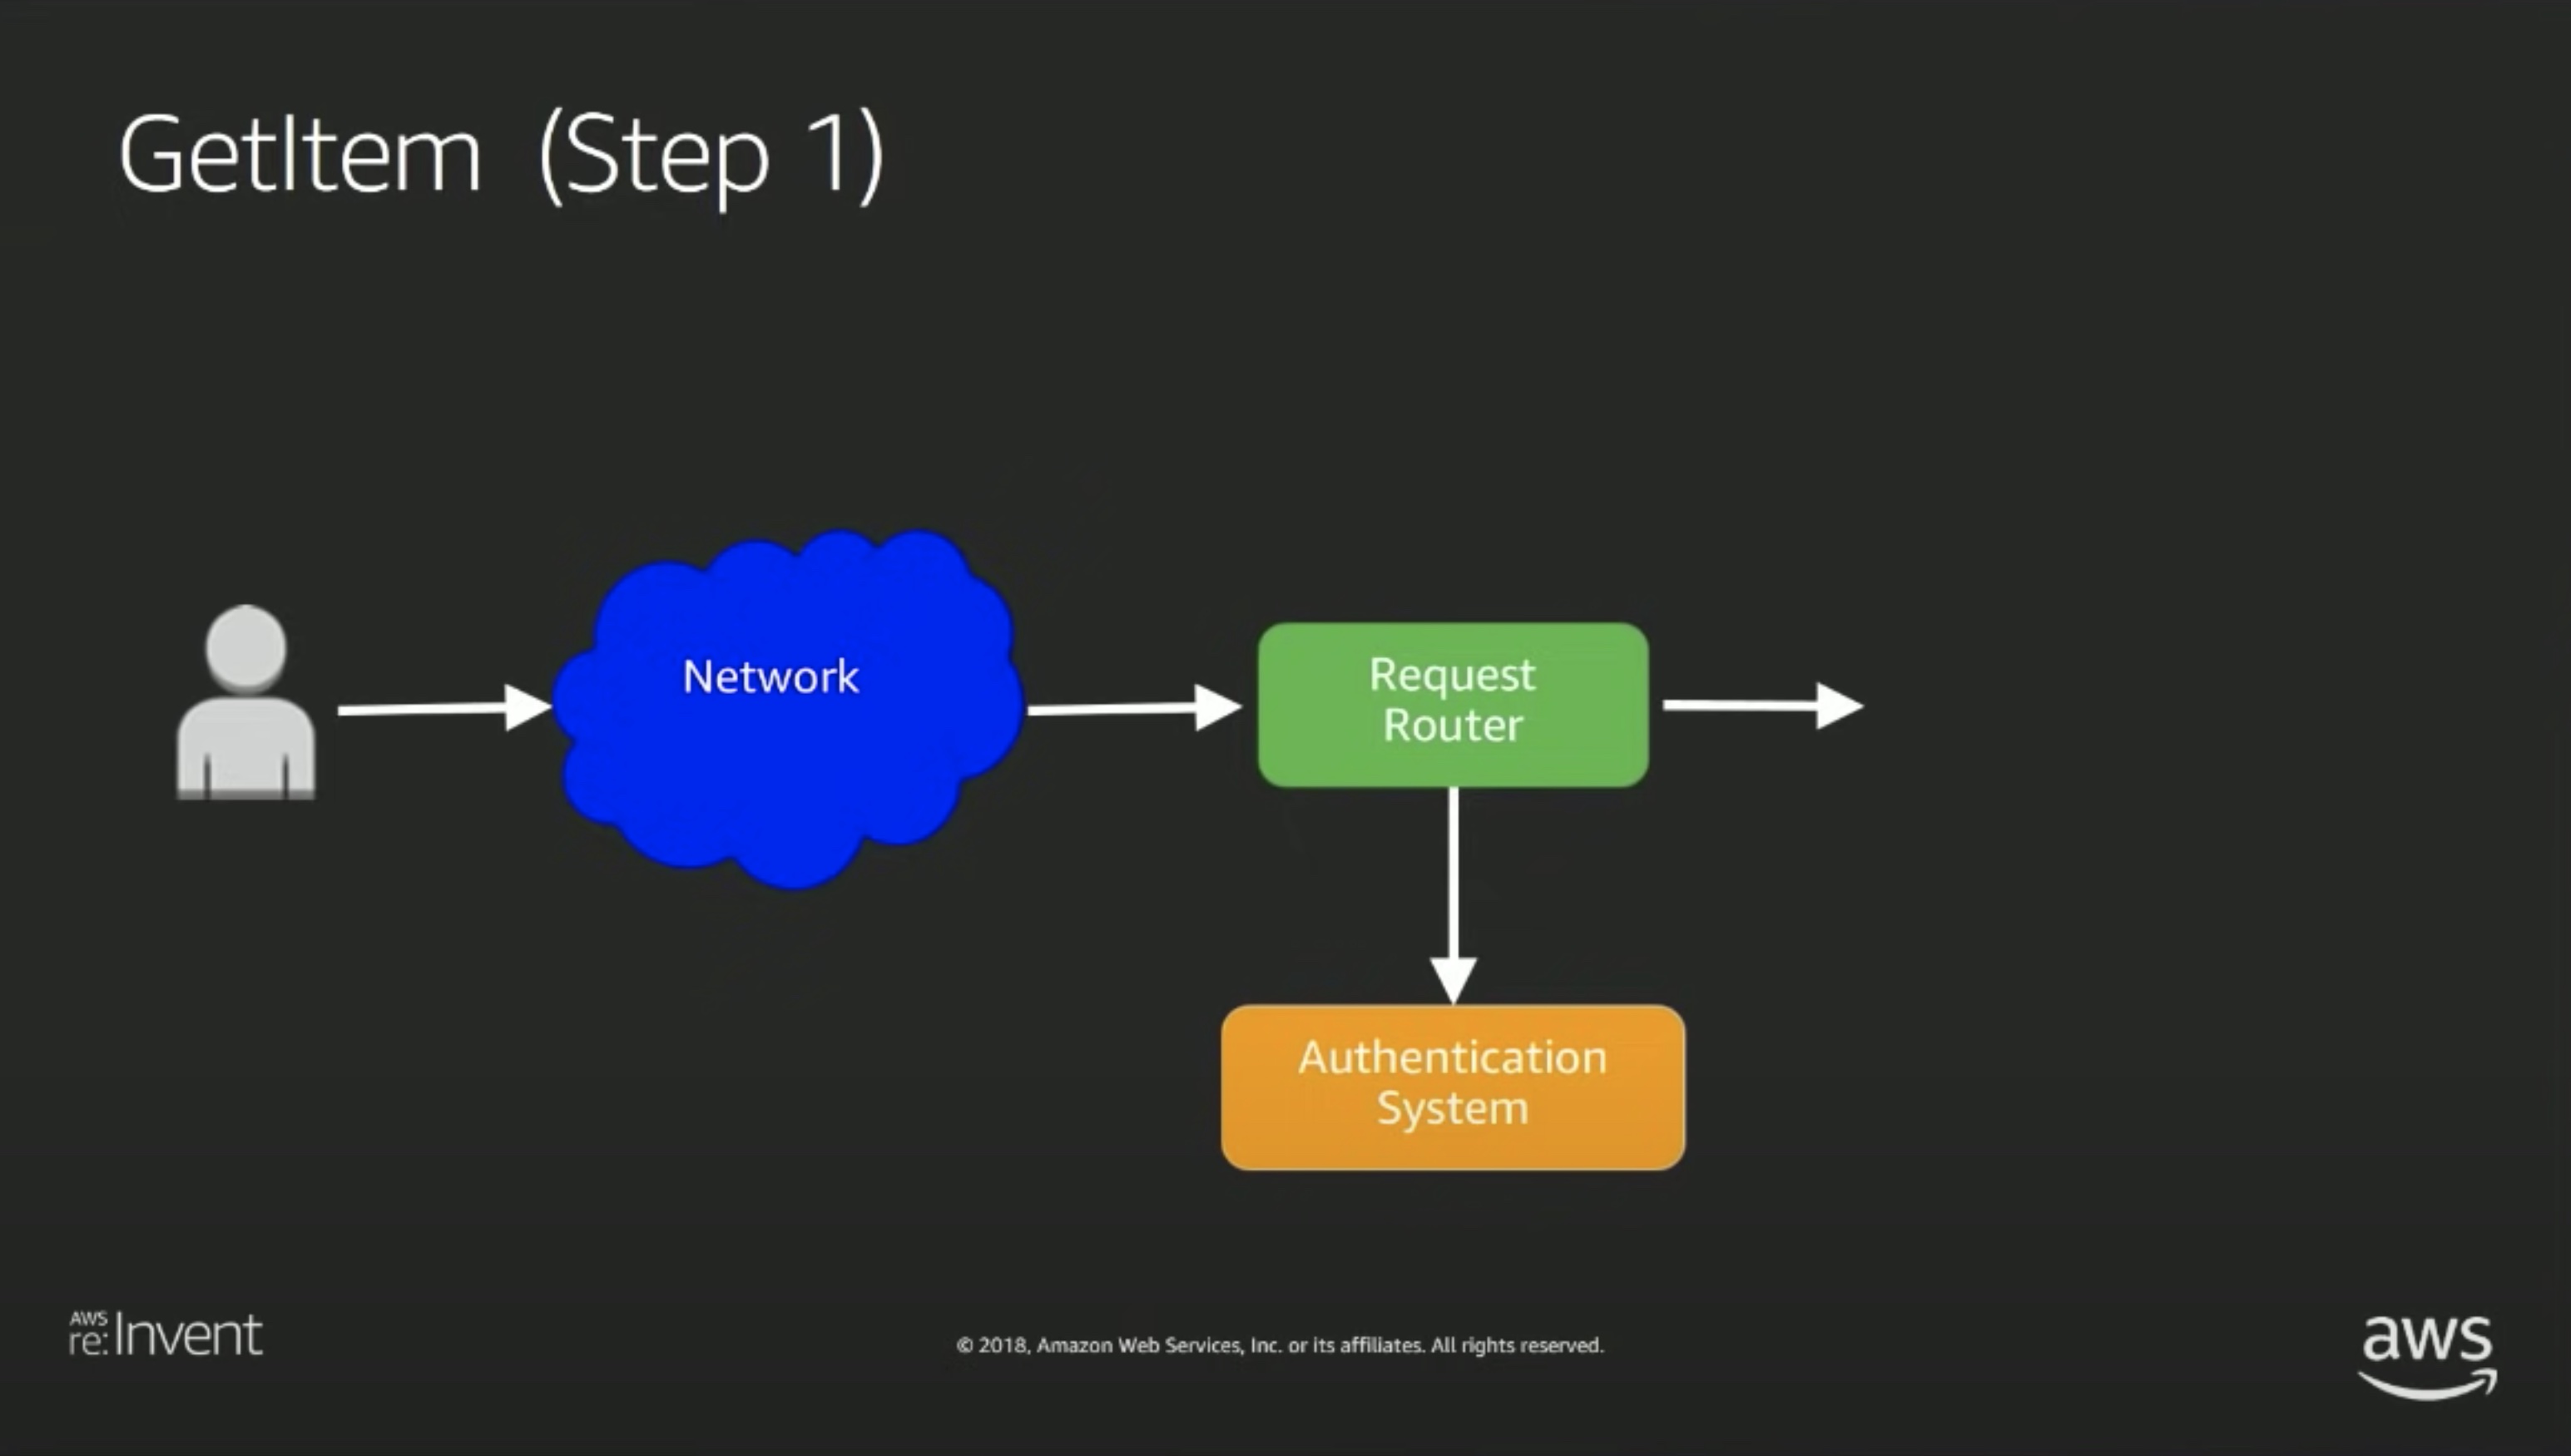 GetItem (Step 1)
Network
Request
Router
Authentication
System
AWS
re:Invent
© 2018, Amazon Web Services, Inc. or its affiliates. All rights reserved.
aws